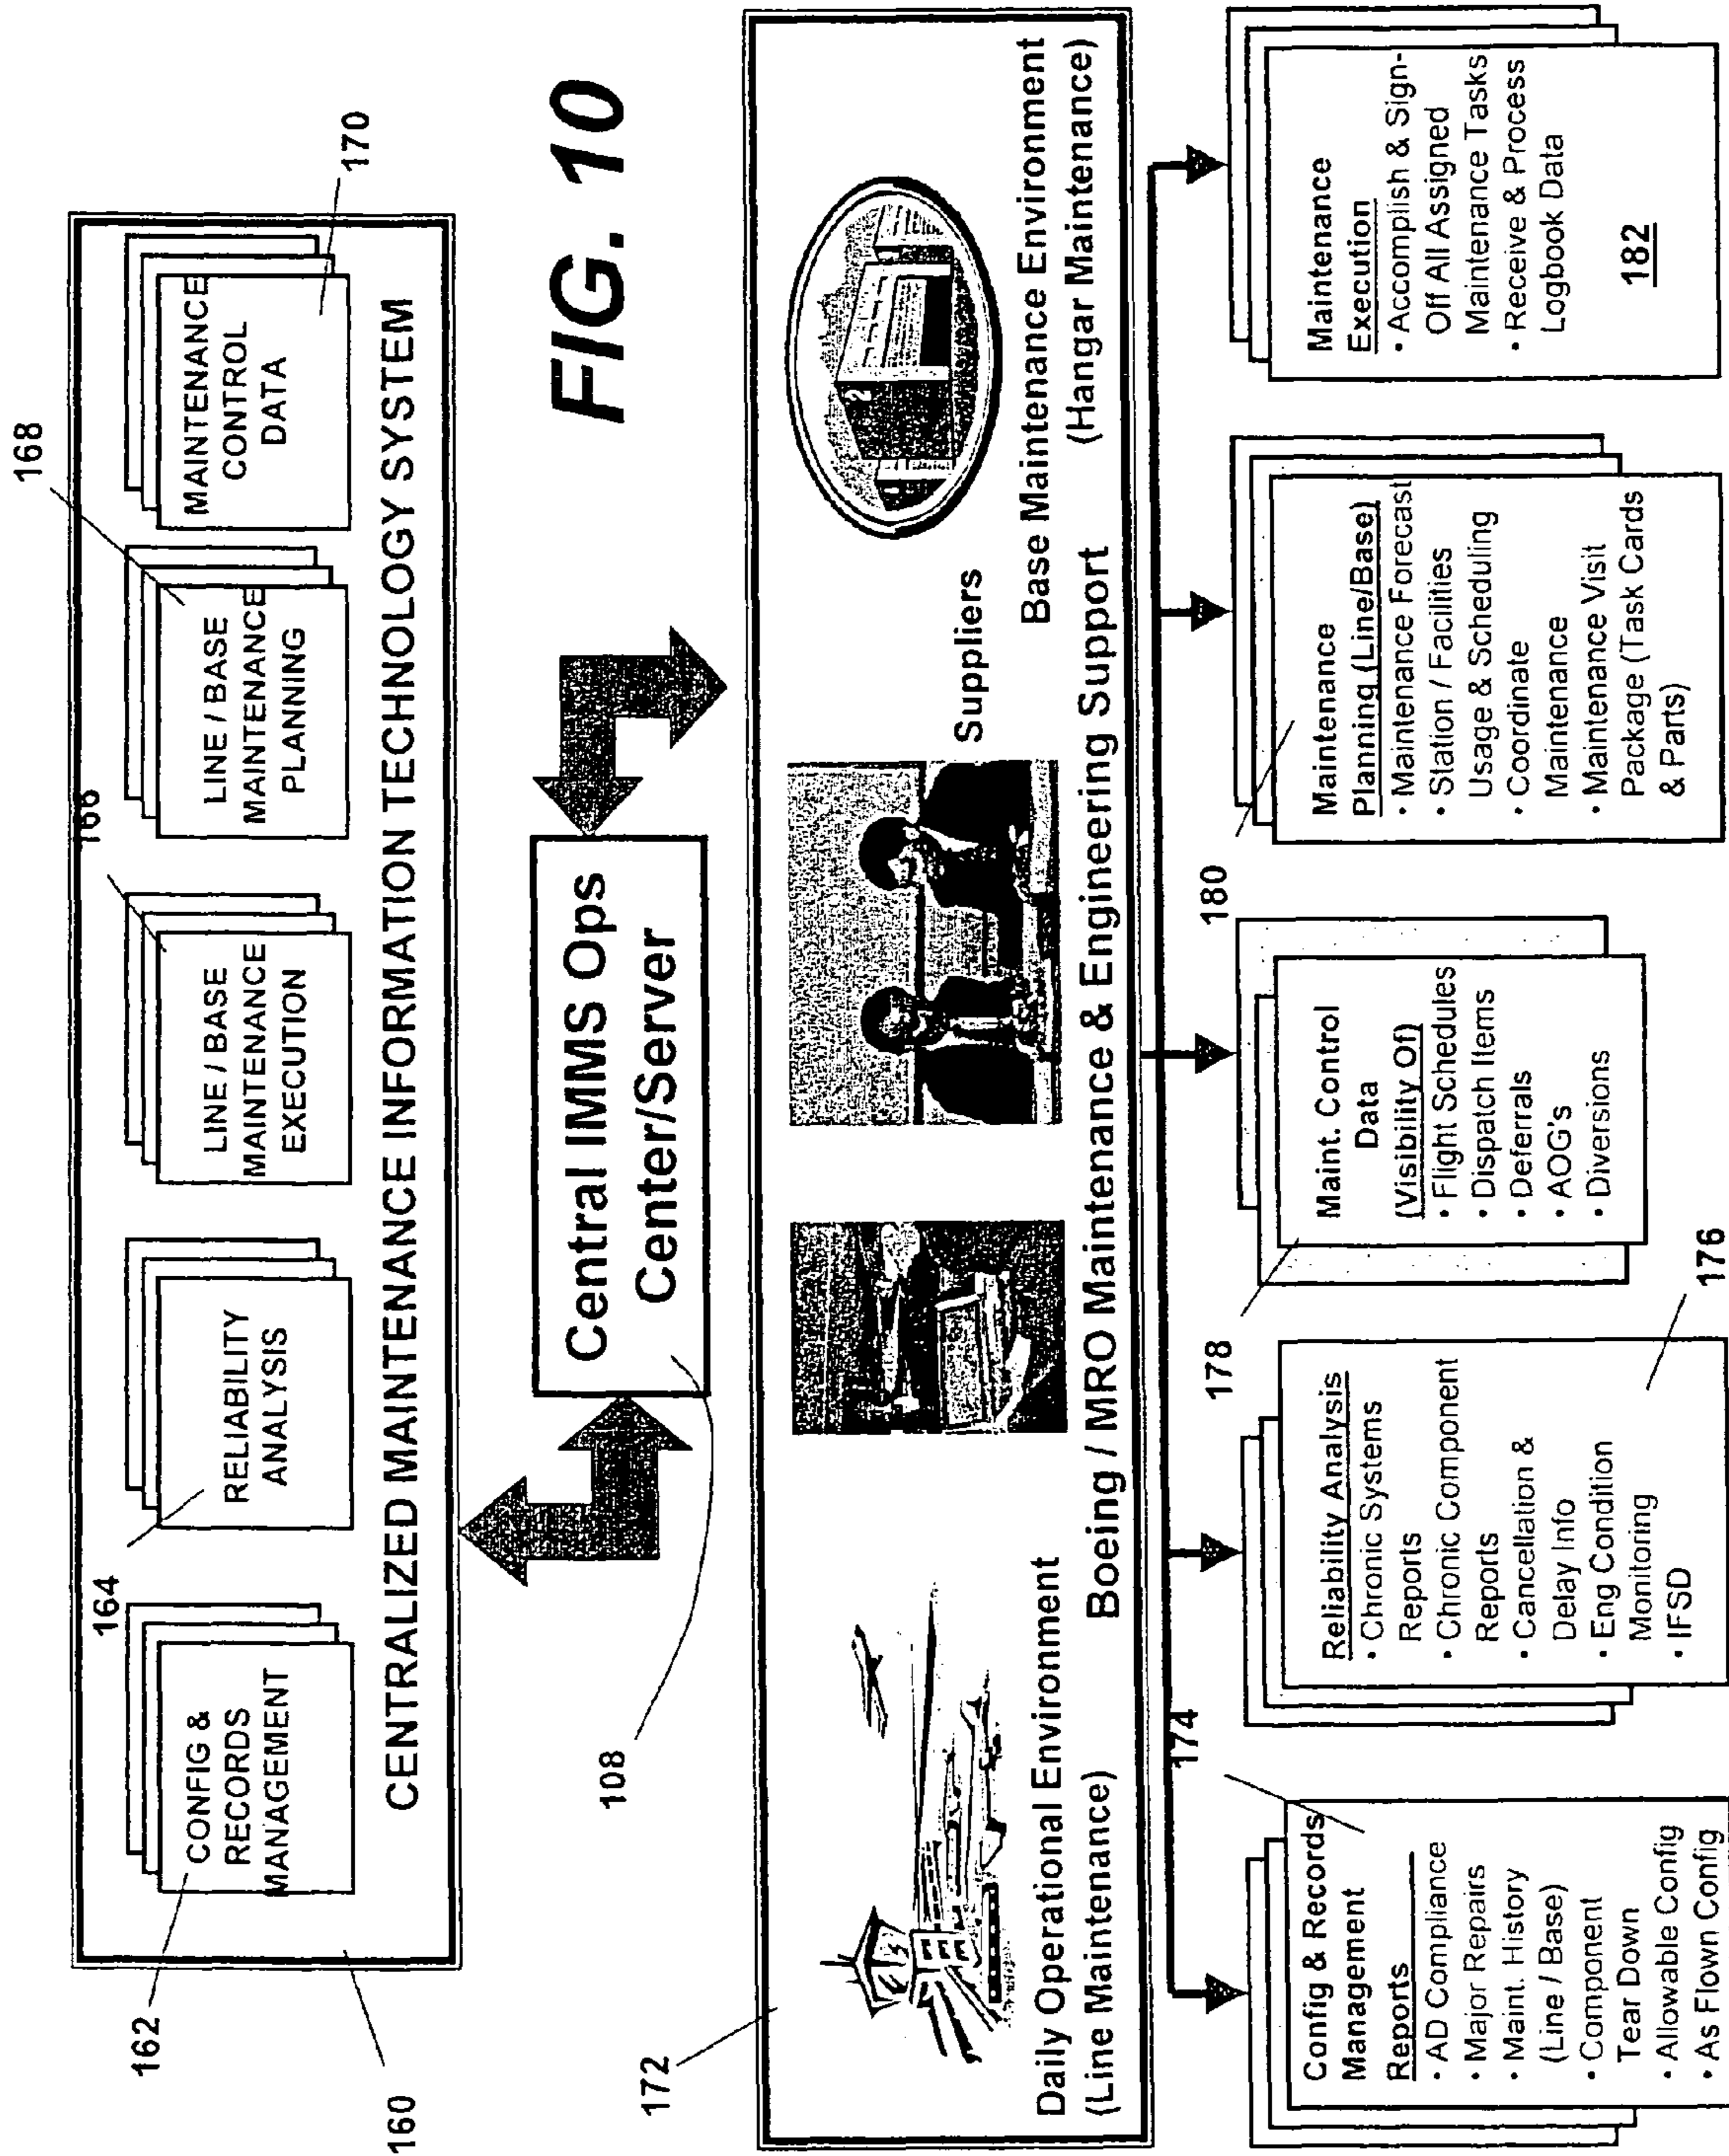 FIG. 10
160
162
164
166
168
170
CONFIG &
RECORDS
MANAGEMENT
RELIABILITY
ANALYSIS
LINE / BASE
MAINTENANCE
EXECUTION
LINE / BASE
MAINTENANCE
PLANNING
MAINTENANCE
CONTROL
DATA
CENTRALIZED MAINTENANCE INFORMATION TECHNOLOGY SYSTEM
Central IMMS Ops
Center/Server
108
172
Daily Operational Environment
(Line Maintenance)
Suppliers
Base Maintenance Environment
(Hangar Maintenance)
2
Boeing / MRO Maintenance & Engineering Support
174
Config & Records
Management
Reports
• AD Compliance
• Major Repairs
• Maint. History
(Line / Base)
• Component
Tear Down
• Allowable Config
• As Flown Config
Reliability Analysis
• Chronic Systems
Reports
• Chronic Component
Reports
• Cancellation &
Delay Info
• Eng Condition
Monitoring
• IFSD
176
178
Maint. Control
Data
(Visibility Of)
• Flight Schedules
• Dispatch Items
• Deferrals
• AOG's
• Diversions
180
Maintenance
Planning (Line/Base)
• Maintenance Forecast
• Station / Facilities
Usage & Scheduling
• Coordinate
Maintenance
• Maintenance Visit
Package (Task Cards
& Parts)
Maintenance
Execution
• Accomplish & Sign-
Off All Assigned
Maintenance Tasks
• Receive & Process
Logbook Data
182